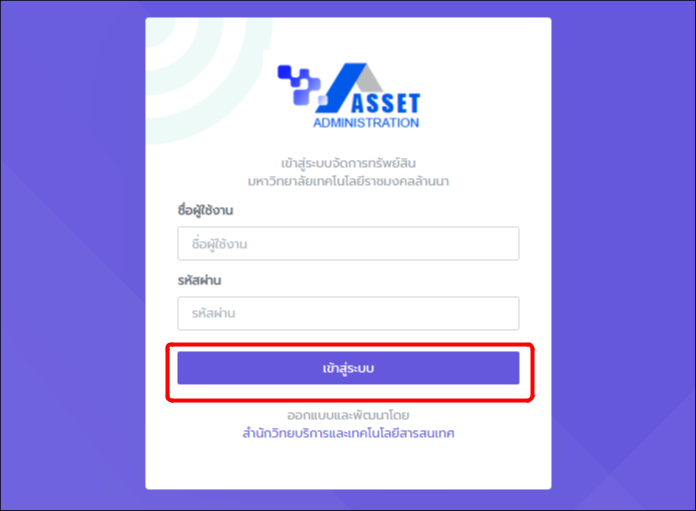 ASSET
ADMINISTRATION
เข้าสู่ระบบจัดการทรัพย์สิน
มหาวิทยาลัยเทคโนโลยีราชมงคลล้านนา
ชื่อผู้ใช้งาน
ชื่อผู้ใช้งาน
รหัสผ่าน
รหัสผ่าน
เข้าสู่ระบบ
ออกแบบและพัฒนาโดย
สำนักวิทยบริการและเทคโนโลยีสารสนเทศ